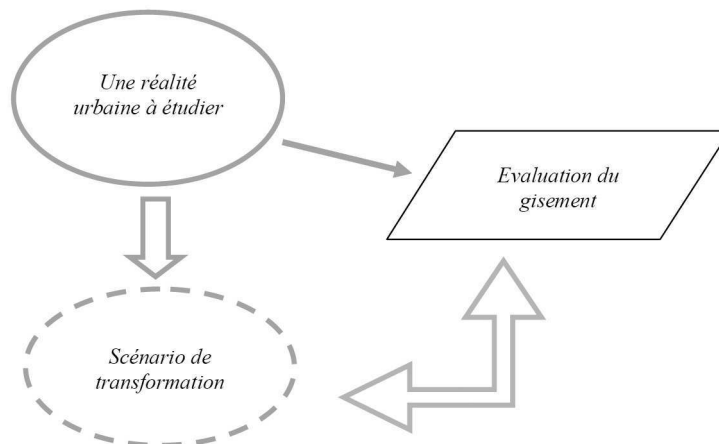 Une réalité
urbaine à étudier
Evaluation du
gisement
Scénario de
transformation